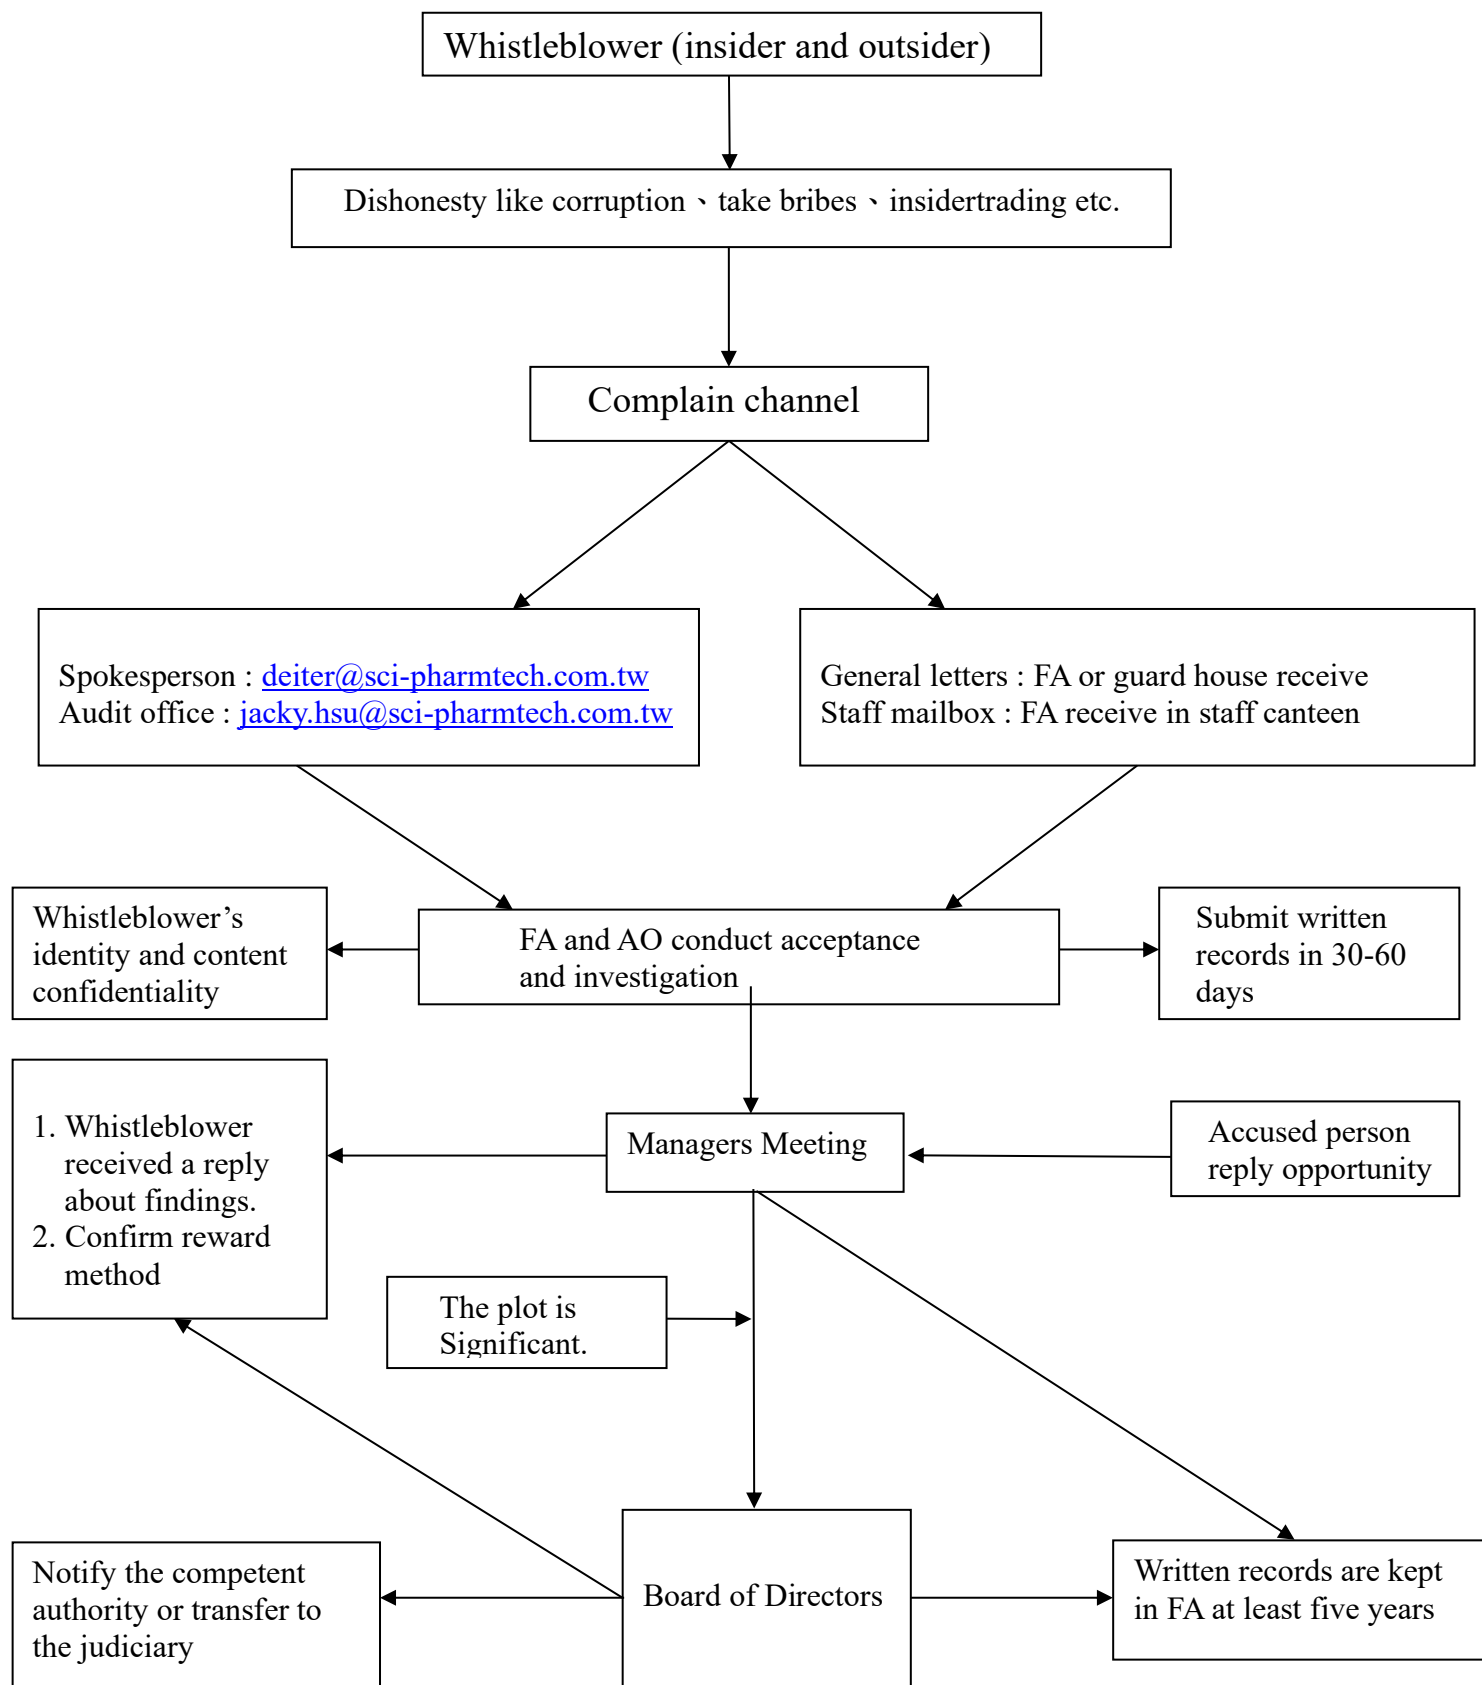 Whistleblower (insider and outsider)
Dishonesty like corruption、take bribes、insidertrading etc.
Complain channel
Spokesperson : deiter@sci-pharmtech.com.tw
Audit office : jacky.hsu@sci-pharmtech.com.tw
General letters : FA or guard house receive
Staff mailbox : FA receive in staff canteen
Whistleblower’s
identity and content
confidentiality
FA and AO conduct acceptance
and investigation
Submit written
records in 30-60
days
1. Whistleblower
received a reply
about findings.
2. Confirm reward
method
Managers Meeting
Accused person
reply opportunity
The plot is
Significant.
Notify the competent
authority or transfer to
the judiciary
Board of Directors
Written records are kept
in FA at least five years